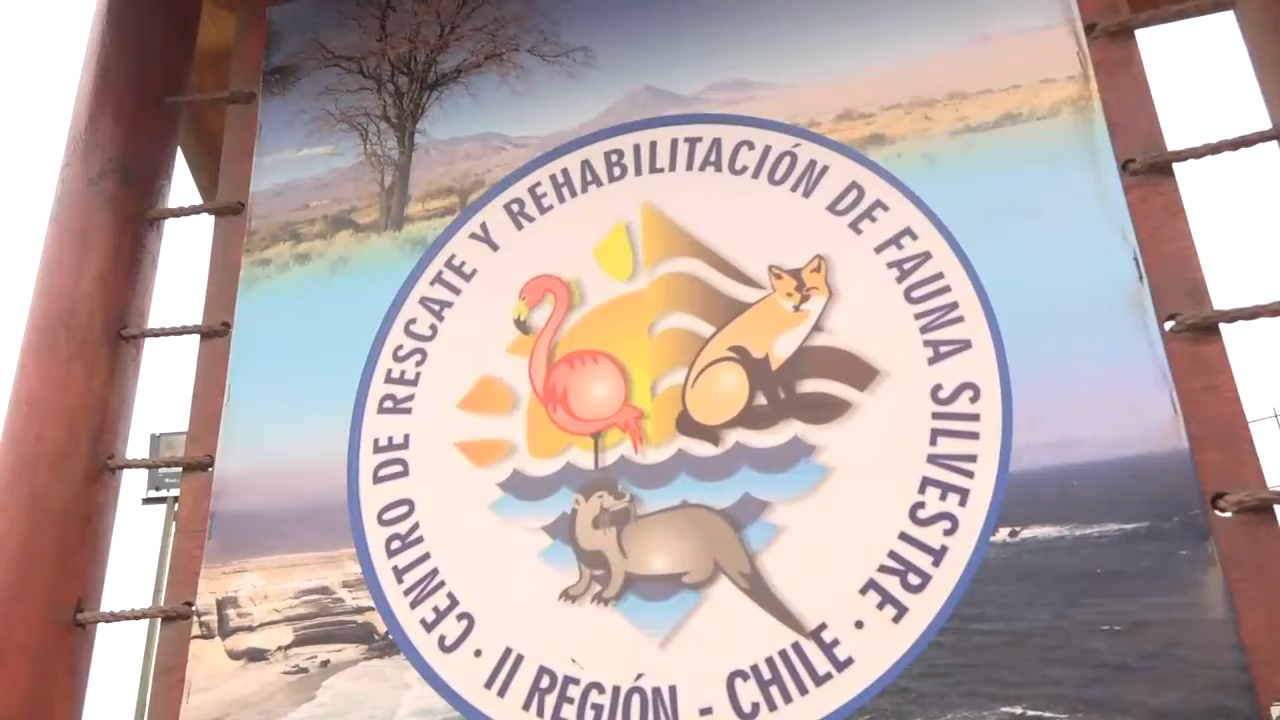 CENTRO DE RESCATE Y REHABILITACIÓN DE FAUNA SILVESTRE
· II REGIÓN - CHILE ·